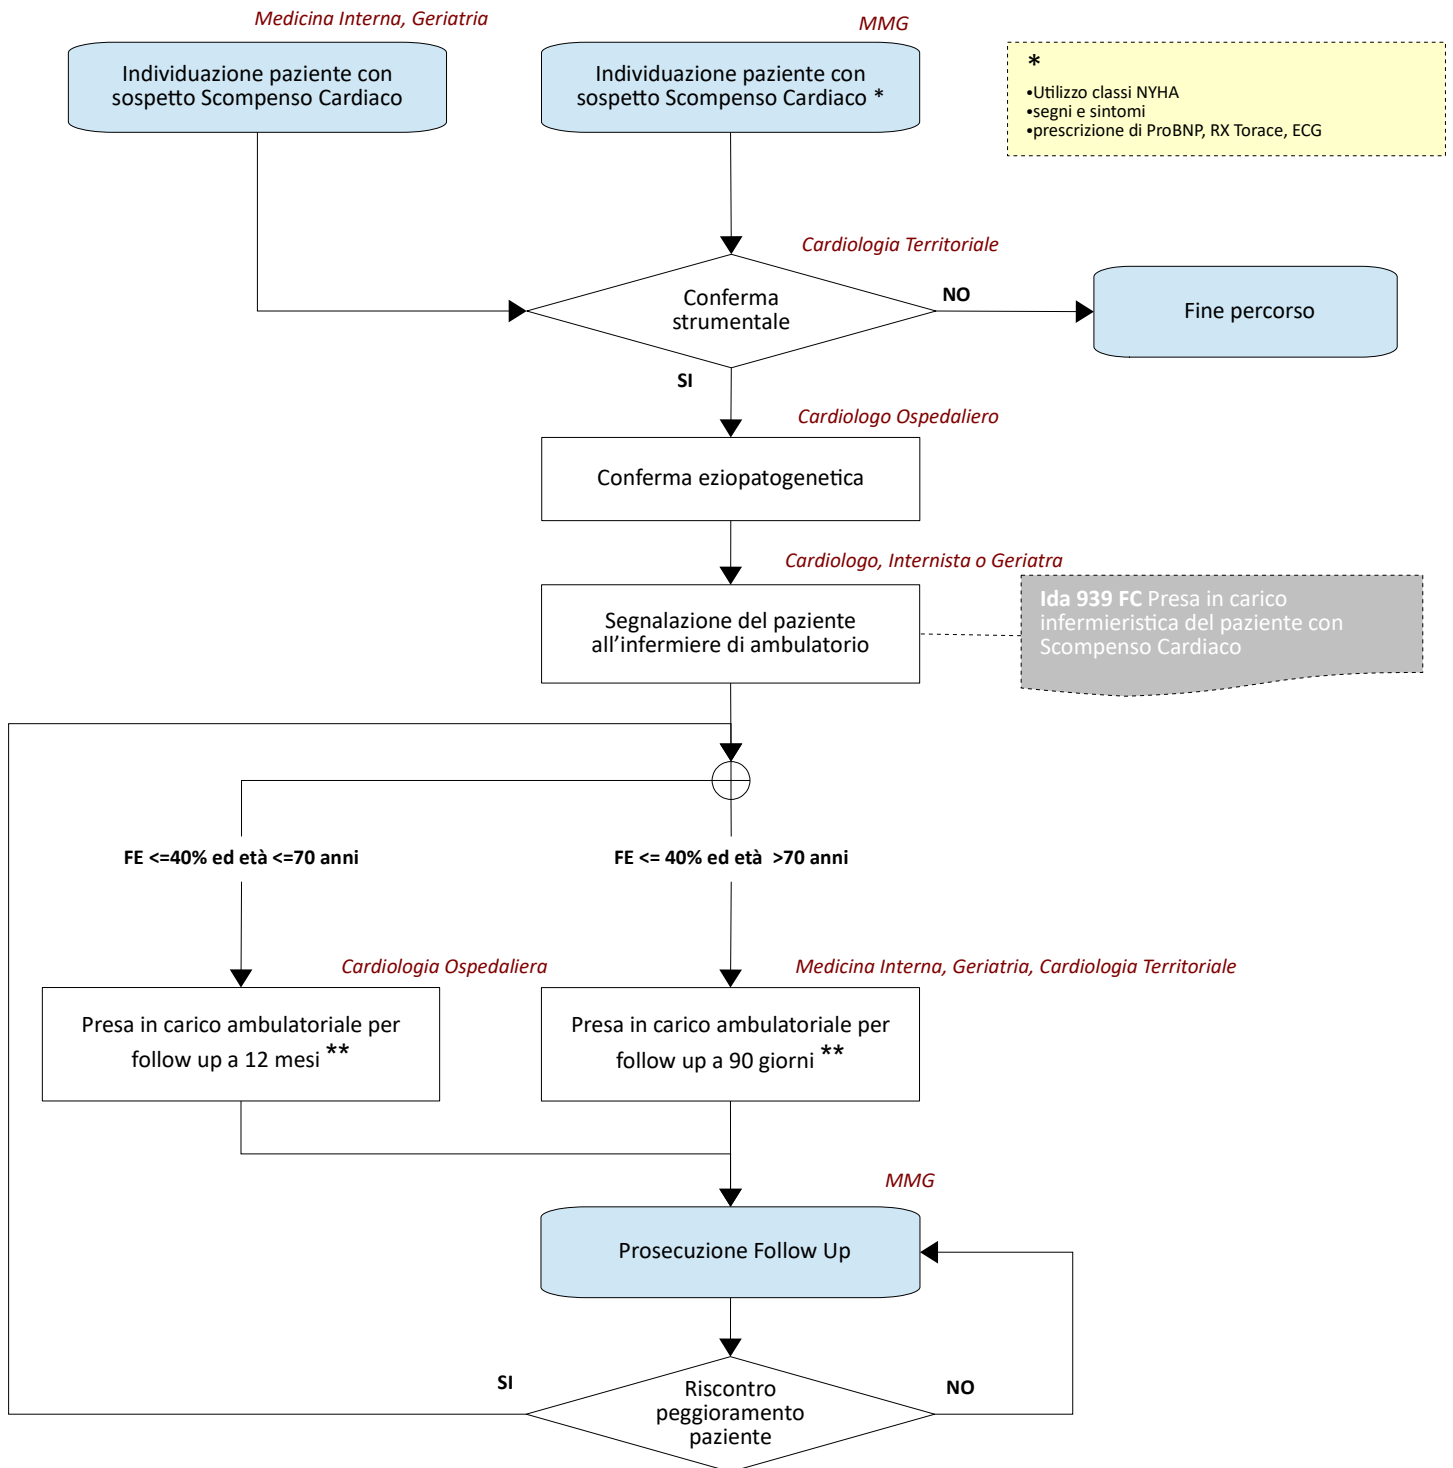 Medicina Interna, Geriatria
MMG
Individuazione paziente con
sospetto Scompenso Cardiaco
Individuazione paziente con
sospetto Scompenso Cardiaco *
*
•Utilizzo classi NYHA
•segni e sintomi
•prescrizione di ProBNP, RX Torace, ECG
Cardiologia Territoriale
Conferma
strumentale
NO
Fine percorso
SI
Cardiologo Ospedaliero
Conferma eziopatogenetica
Cardiologo, Internista o Geriatra
Segnalazione del paziente
all'infermiere di ambulatorio
Ida 939 FC Presa in carico
infermieristica del paziente con
Scompenso Cardiaco
FE <=40% ed età <=70 anni
FE <= 40% ed età  >70 anni
Cardiologia Ospedaliera
Medicina Interna, Geriatria, Cardiologia Territoriale
Presa in carico ambulatoriale per
follow up a 12 mesi **
Presa in carico ambulatoriale per
follow up a 90 giorni **
MMG
Prosecuzione Follow Up
SI
Riscontro
peggioramento
paziente
NO